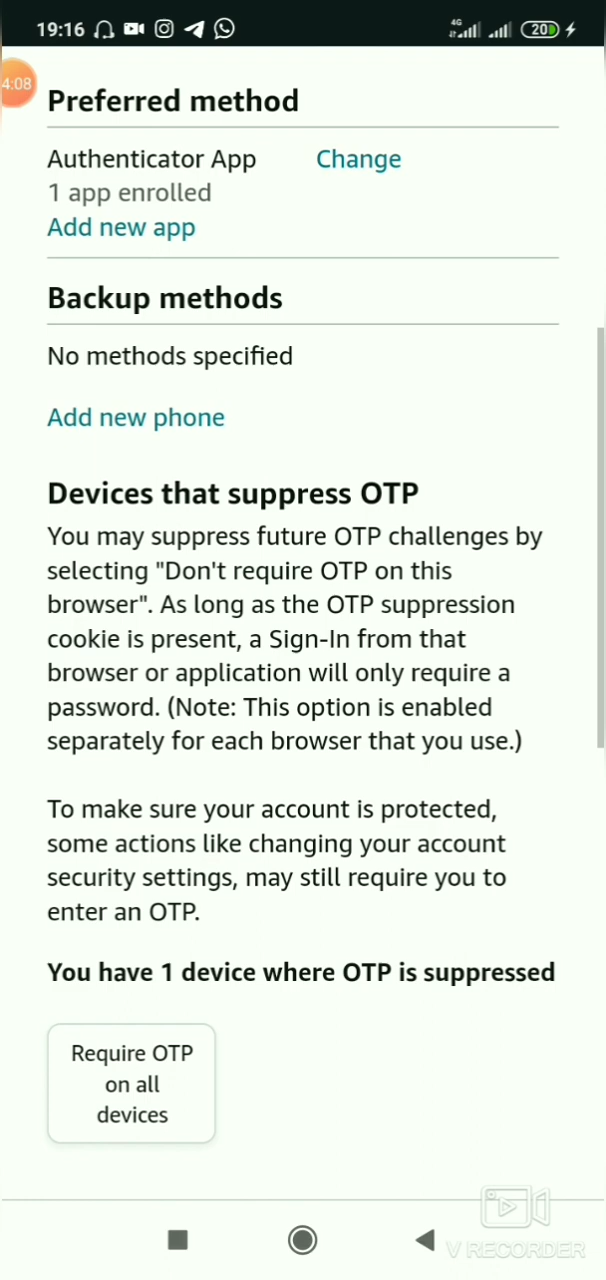 19:16 4G 20
4:08
Preferred method
Authenticator App Change
1 app enrolled
Add new app
Backup methods
No methods specified
Add new phone
Devices that suppress OTP
You may suppress future OTP challenges by
selecting "Don't require OTP on this
browser". As long as the OTP suppression
cookie is present, a Sign-In from that
browser or application will only require a
password. (Note: This option is enabled
separately for each browser that you use.)
To make sure your account is protected,
some actions like changing your account
security settings, may still require you to
enter an OTP.
You have 1 device where OTP is suppressed
Require OTP
on all
devices
V RECORDER